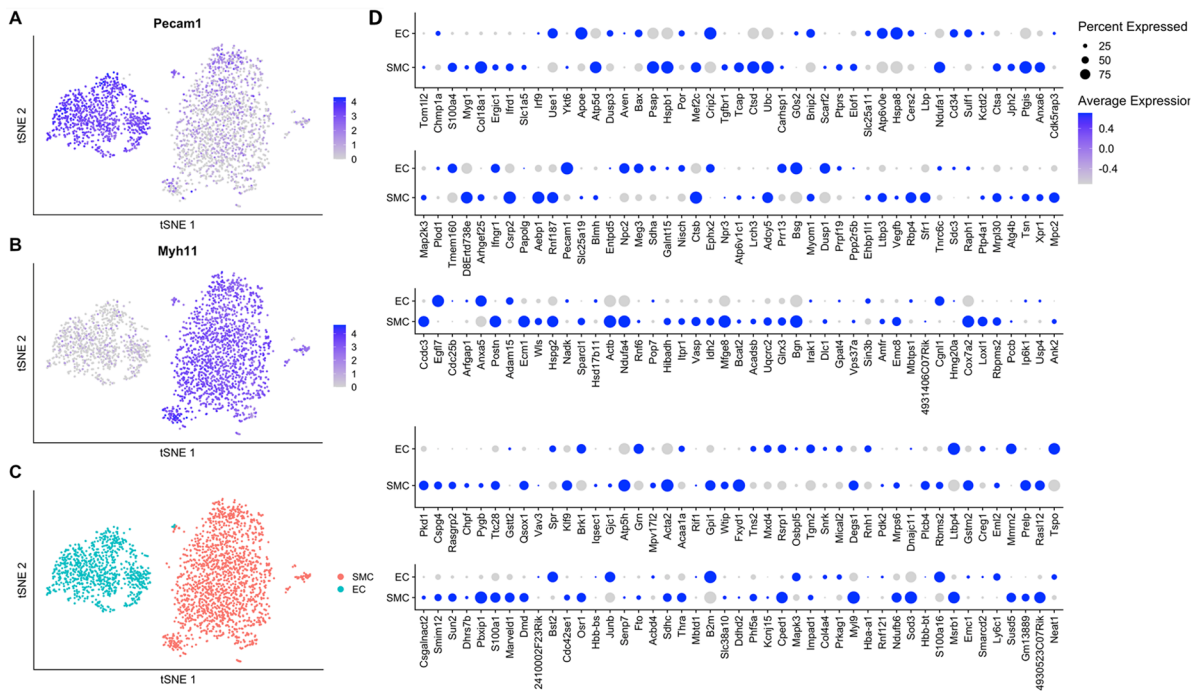 A
Pecam1
tSNE 2
4
3
2
1
0
tSNE 1
B
Myh11
tSNE 2
4
3
2
1
0
tSNE 1
C
tSNE 2
SMC
EC
tSNE 1
D
EC
SMC
Tom1l2 Chmp1a S100a4 Myg1 Col18a1 Ergic1 Ifrd1 Slc1a5 Irf9 Use1 Ykt6 Apoe Atp5d Dusp3 Aven Bax Psap Hspb1 Por Mef2c Crip2 Tgfbr1 Tcap Ctsd Ubc Carhsp1 G0s2 Bnip2 Scarf2 Ptprs Ebf1 Slc25a11 Atp6v0e Hspa8 Cers2 Lbp Ndufa1 Cd34 Sulf1 Kctd2 Ctsa Jph2 Ptgis Anxa6 Cdk5rap3
EC
SMC
Map2k3 Plod1 Tmem160 D8Ertd738e Arhgef25 Ifngr1 Csrp2 Papolg Aebp1 Rnf187 Pecam1 Slc25a19 Blmh Entpd5 Npc2 Meg3 Sdha Galnt15 Nisch Ctsb Ephx2 Npr3 Atp6v1c1 Lrch3 Adcy5 Prr13 Bsg Myom1 Dusp1 Prpf19 Ppp2r5b Ehbp1l1 Ltbp3 Vegfb Rbp4 Sfr1 Tnrc6c Sdc3 Raph1 Ptp4a1 Mrpl30 Atg4b Tsn Xpr1 Mpc2
EC
SMC
Cdc3 Egfl7 Cdc25b Arfgap1 Anxa5 Postn Adam15 Ecm1 Wls Hspg2 Nadk Sparcl1 Hsd17b11 Actb Ndufa4 Rnf6 Pop7 Hibadh Itpr1 Vasp Idh2 Mfge8 Bcat2 Acadsb Uqcrc2 Glrx3 Bgn Irak1 Dlc1 Gpat4 Vps37a Sin3b Amfr Emc8 Mbtps1 4931406C07Rik Cgnl1 Hmg20a Cox7a2 Loxl1 Rbpms2 Pccb Ip6k1 Usp4 Ank2
EC
SMC
Pkd1 Cspg4 Rasgrp2 Chpf Pygb Ttc28 Gstt2 Qsox1 Vav3 Spr Klf9 Brk1 Iqsec1 Gjc1 Atp5h Grn Mpv17l2 Acta2 Acaa1a Rif1 Gpi1 Wtip Fxyd1 Tns2 Mxd4 Rsrp1 Osbpl5 Tgm2 Snrk Mical2 Degs1 Rnh1 Pdk2 Mrps6 Dnajc11 Plcb4 Rbms2 Ltbp4 Gstm2 Creg1 Eml2 Mmrn2 Prelp Rasl12 Tspo
EC
SMC
Csgalnact2 Smim12 Sun2 Dhrs7b Pbxip1 S100a1 Marveld1 Dmd 2410002F23Rik Bst2 Cdc42se1 Osr1 Hbb-bs Junb Senp7 Fto Acbd4 Sdhc Thra Mbtd1 B2m Slc38a10 Ddhd2 Phf5a Kcnj15 Cped1 Mapk3 Impad1 Col4a4 Prkag1 Myl9 Hba-a1 Rnf121 Ndufb6 Sod3 Hbb-bt S100a16 Msrb1 Emc1 Smarcd2 Ly6c1 Susd5 Gm13889 4930523C07Rik Neat1
Percent Expressed
25
50
75
Average Expression
0.4
-0.4